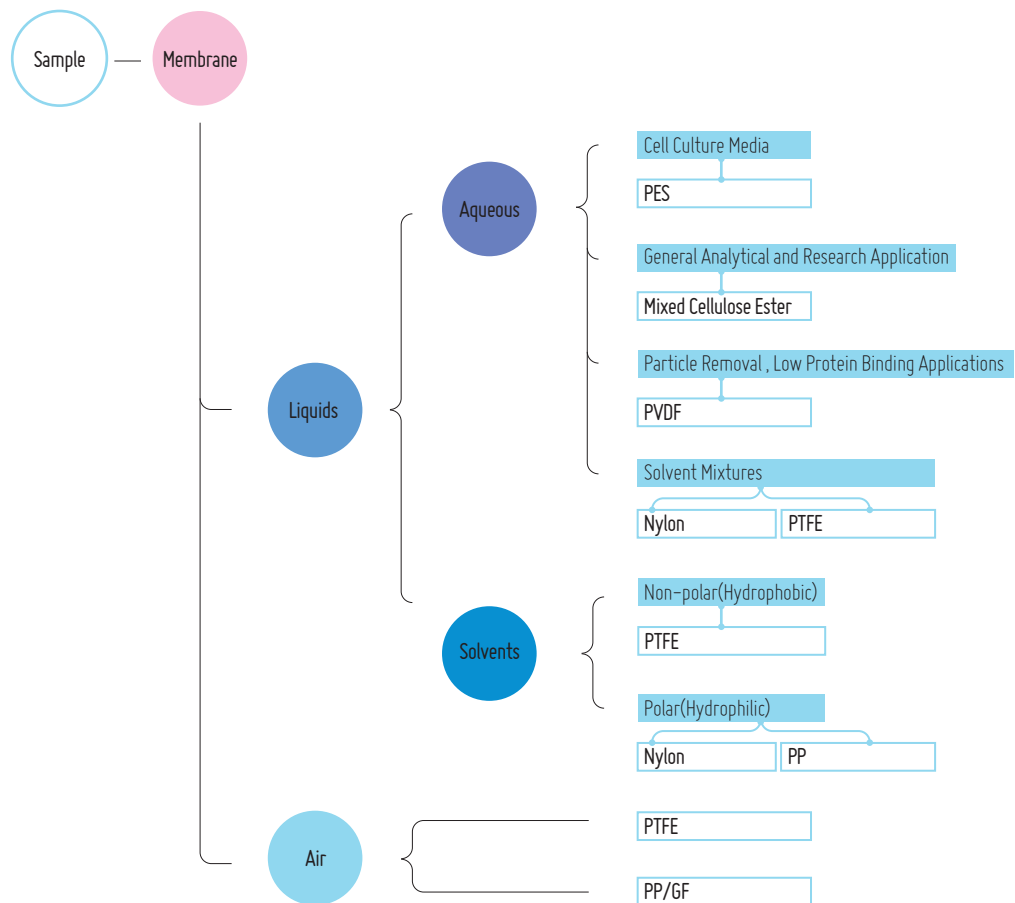 Sample
Membrane
Cell Culture Media
Aqueous
PES
General Analytical and Research Application
Mixed Cellulose Ester
Particle Removal , Low Protein Binding Applications
Liquids
PVDF
Solvent Mixtures
Nylon
PTFE
Non-polar(Hydrophobic)
Solvents
PTFE
Polar(Hydrophilic)
Nylon
PP
PTFE
Air
PP/GF